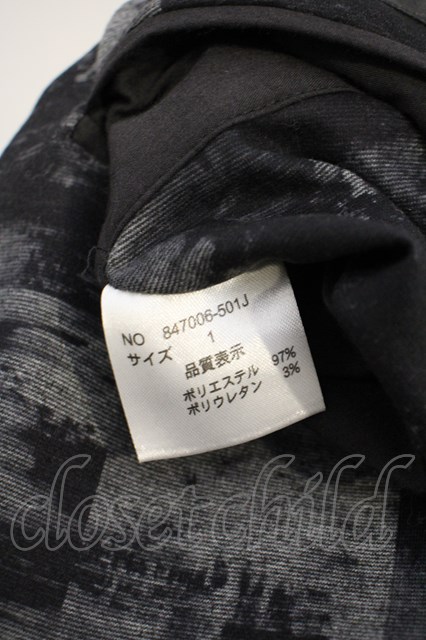 NO 847006-501J
サイズ 1
品質表示
ポリエステル 97%
ポリウレタン 3%
closet child